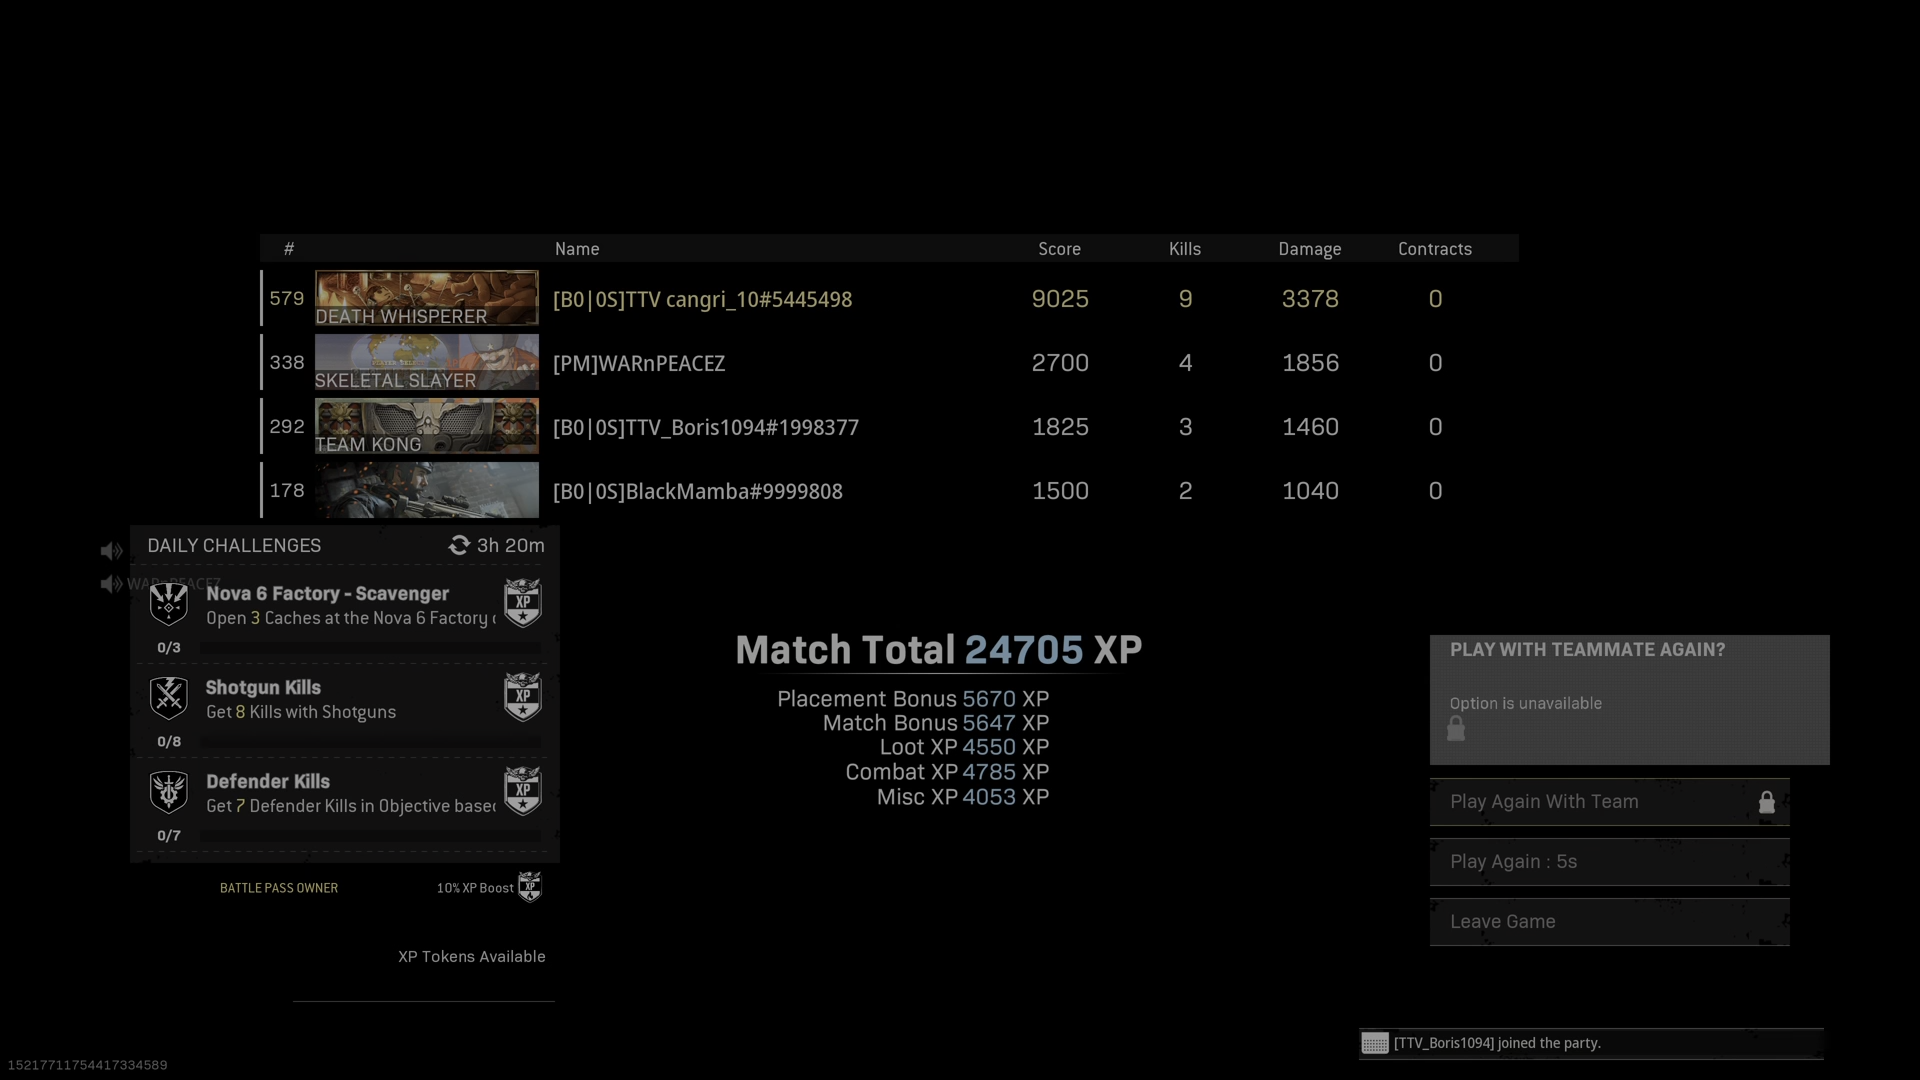 # Name Score Kills Damage Contracts
579 DEATH WHISPERER [B0|0S]TTV cangri_10#5445498 9025 9 3378 0
338 SKELETAL SLAYER [PM]WARnPEACEZ 2700 4 1856 0
292 TEAM KONG [B0|0S]TTV_Boris1094#1998377 1825 3 1460 0
178 [B0|0S]BlackMamba#9999808 1500 2 1040 0
DAILY CHALLENGES 3h 20m
WARnPEACEZ
Nova 6 Factory - Scavenger XP
Open 3 Caches at the Nova 6 Factory
0/3
Shotgun Kills XP
Get 8 Kills with Shotguns
0/8
Defender Kills XP
Get 7 Defender Kills in Objective based
0/7
BATTLE PASS OWNER 10% XP Boost XP
XP Tokens Available
Match Total 24705 XP
Placement Bonus 5670 XP
Match Bonus 5647 XP
Loot XP 4550 XP
Combat XP 4785 XP
Misc XP 4053 XP
PLAY WITH TEAMMATE AGAIN?
Option is unavailable
Play Again With Team
Play Again : 5s
Leave Game
[TTV_Boris1094] joined the party.
15217711754417334589